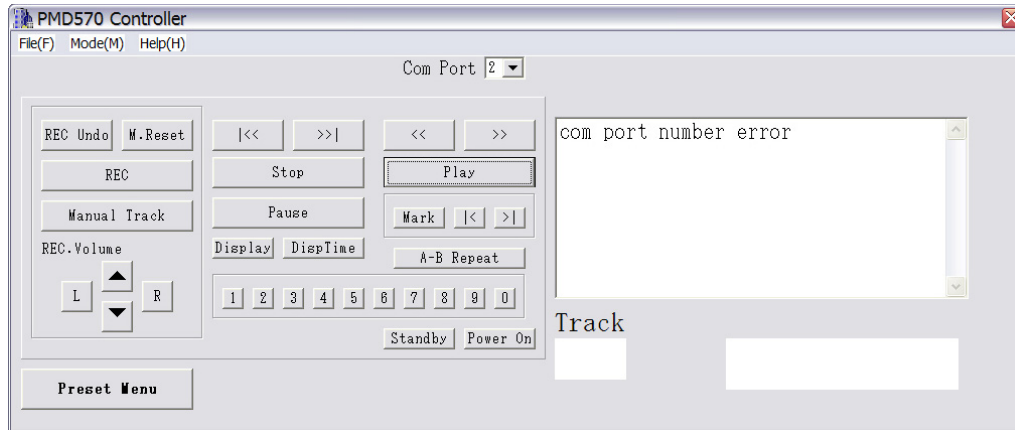 PMD570 Controller
File(F) Mode(M) Help(H)
Com Port 2
REC Undo M.Reset |<< >>| << >>
REC Stop Play
Manual Track Pause Mark |< >|
REC.Volume Display DispTime A-B Repeat
L R 1 2 3 4 5 6 7 8 9 0
Standby Power On
Preset Menu
com port number error
Track